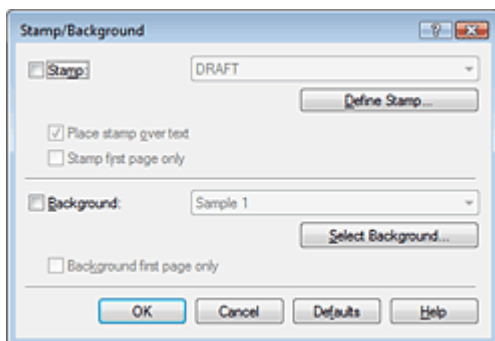 Stamp/Background
Stamp: DRAFT
Define Stamp...
Place stamp over text
Stamp first page only
Background: Sample 1
Select Background...
Background first page only
OK Cancel Defaults Help